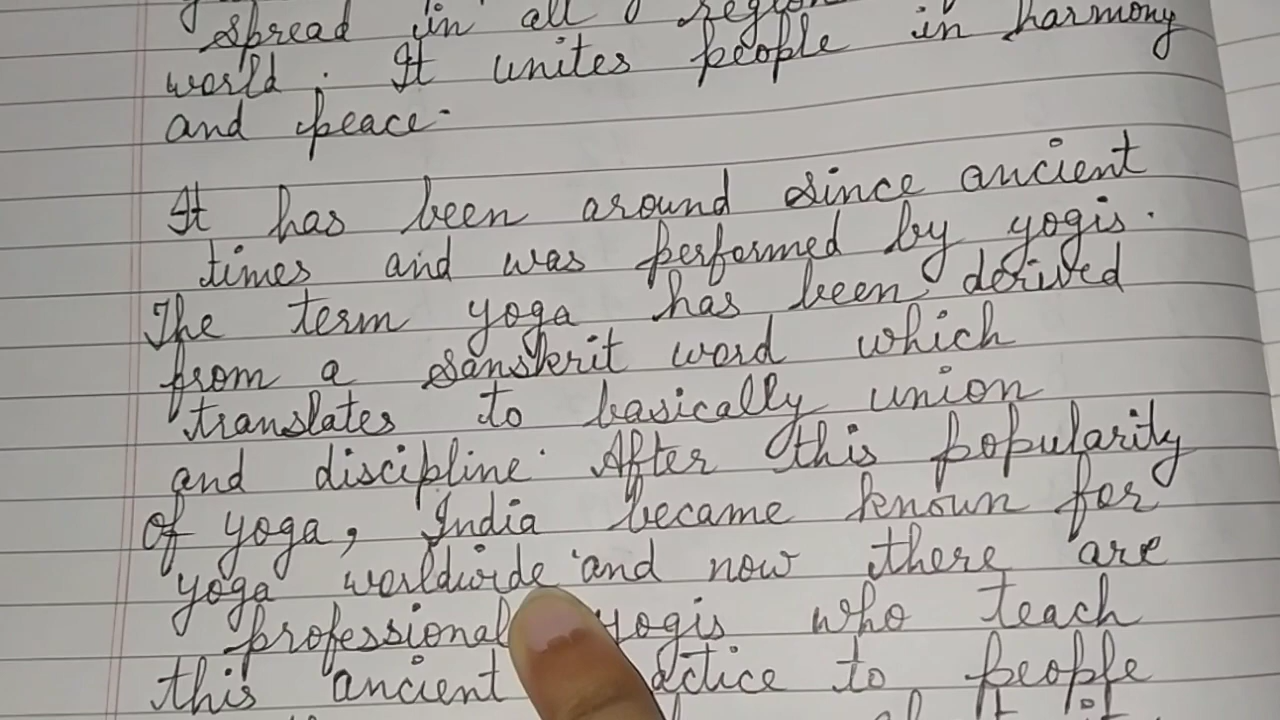 spread in all
world. It unites people in harmony
and peace.
It has been around since ancient
times and was performed by yogis.
The term yoga has been derived
from a sanskrit word which
translates to basically union
and discipline. After this popularity
of yoga, India became known for
yoga worldwide and now there are
professional yogis who teach
this ancient actice to people